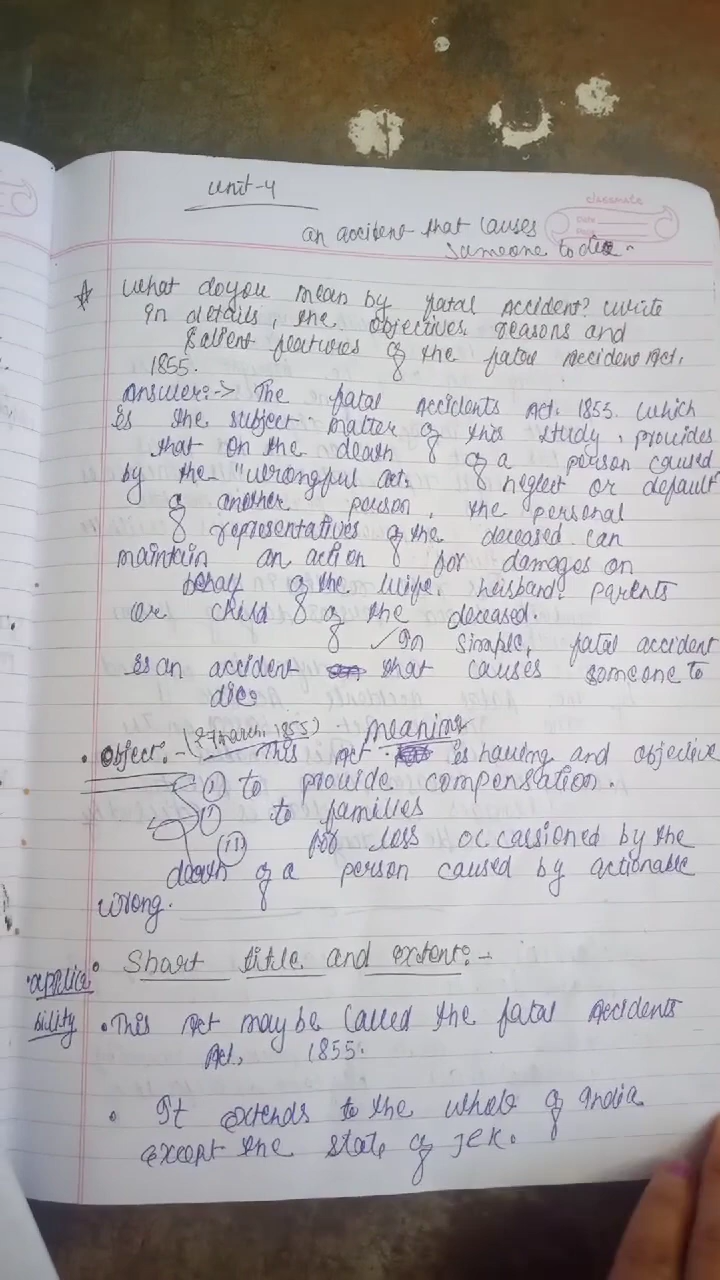 Unit-4
classmate
Date
Page
an accident that causes
someone to die.
☆ What do you mean by fatal Accident? Write
In details, the objectives, reasons and
Salient features of the fatal Accident Act,
1855.
Answer:-> The fatal Accidents Act. 1855. Which
is the subject-matter of this study, provides
that on the death of a person caused
by the "wrongful act, neglect or default
of another person, the personal
representatives of the deceased can
maintain an action for damages on
behalf of the wife, husband, parents
or child of the deceased.
✓ In simple, fatal accident
is an accident that causes someone to
die.
meaning
• Object:- (27 march, 1855)
This Act is having and objective
(i) to provide compensation.
(ii) to families
(iii) for loss occassioned by the
death of a person caused by actionable
wrong.
• Short title and extent:-
•applica
bility
• This Act may be Called the fatal Accidents
Act, 1855.
• It extends to the whole of India
except the state of J&K.